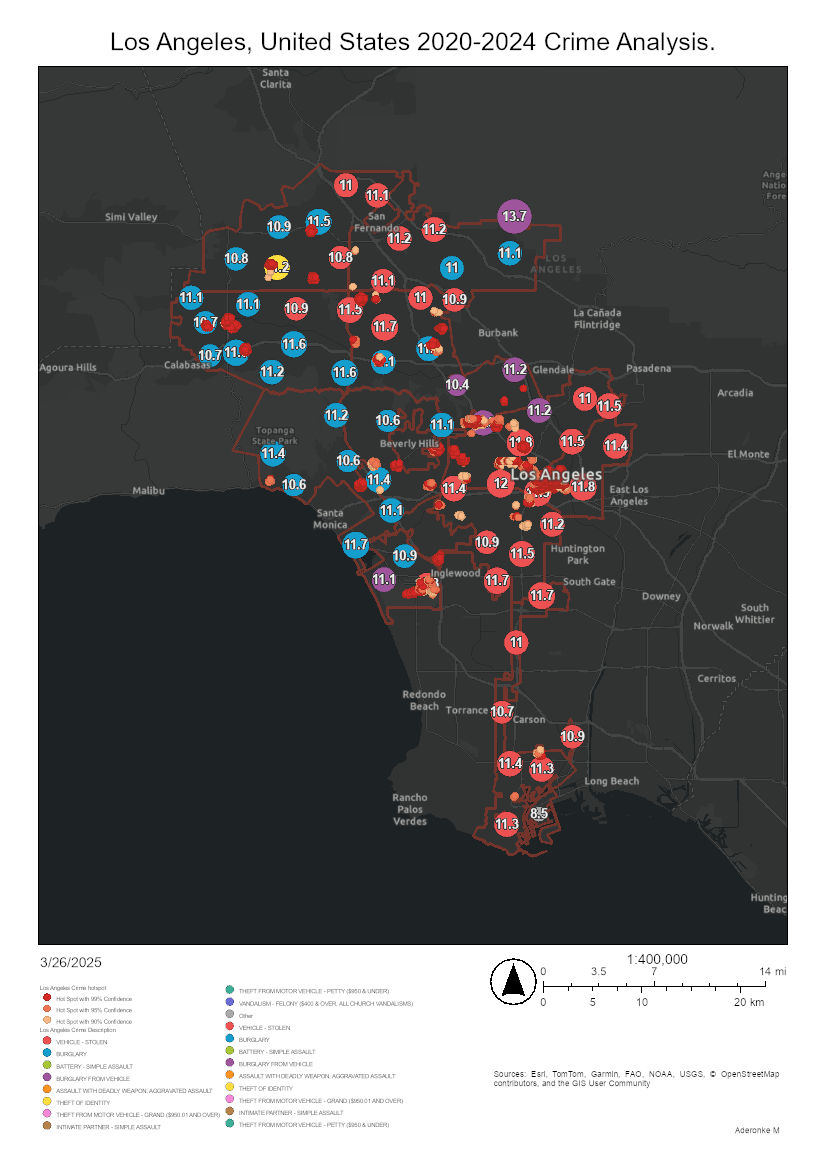 Los Angeles, United States 2020-2024 Crime Analysis.
Santa
Clarita
Ange
Natio
Fore
11
11.1
Simi Valley
13.7
San
Fernando
10.9
11.5
11.2
11.2
10.8
10.8
11
11.1
LOS
ANGELES
11.1
11.1
11.1
10.9
11.5
11
10.9
La Cañada
Flintridge
11.7
Burbank
11.6
10.7
Agoura Hills
Calabasas
11.2
11.6
11.2
Glendale
Pasadena
10.4
Arcadia
11
11.5
11.2
11.2
10.6
11.1
Topanga
State Park
Beverly Hills
11.5
11.4
El Monte
11.4
10.6
11.4
Los Angeles
10.6
11.4
12
11.8
East Los
Angeles
Malibu
Santa
Monica
11.1
11.2
11.7
10.9
10.9
11.5
Huntington
Park
11.1
Inglewood
11.7
South Gate
11.7
Downey
South
Whittier
Norwalk
11
Cerritos
Redondo
Beach
Torrance
10.7
Carson
10.9
11.4
11.3
Long Beach
Rancho
Palos
Verdes
8.5
11.3
Hunting
Beac
3/26/2025
1:400,000
0 3.5 7 14 mi
0 5 10 20 km
Los Angeles Crime hotspot
Hot Spot with 99% Confidence
Hot Spot with 95% Confidence
Hot Spot with 90% Confidence
Los Angeles Crime Description
VEHICLE - STOLEN
BURGLARY
BATTERY - SIMPLE ASSAULT
BURGLARY FROM VEHICLE
ASSAULT WITH DEADLY WEAPON, AGGRAVATED ASSAULT
THEFT OF IDENTITY
THEFT FROM MOTOR VEHICLE - GRAND ($950.01 AND OVER)
INTIMATE PARTNER - SIMPLE ASSAULT
THEFT FROM MOTOR VEHICLE - PETTY ($950 & UNDER)
VANDALISM - FELONY ($400 & OVER, ALL CHURCH VANDALISMS)
Other
VEHICLE - STOLEN
BURGLARY
BATTERY - SIMPLE ASSAULT
BURGLARY FROM VEHICLE
ASSAULT WITH DEADLY WEAPON, AGGRAVATED ASSAULT
THEFT OF IDENTITY
THEFT FROM MOTOR VEHICLE - GRAND ($950.01 AND OVER)
INTIMATE PARTNER - SIMPLE ASSAULT
THEFT FROM MOTOR VEHICLE - PETTY ($950 & UNDER)
Sources: Esri, TomTom, Garmin, FAO, NOAA, USGS, © OpenStreetMap
contributors, and the GIS User Community
Aderonke M